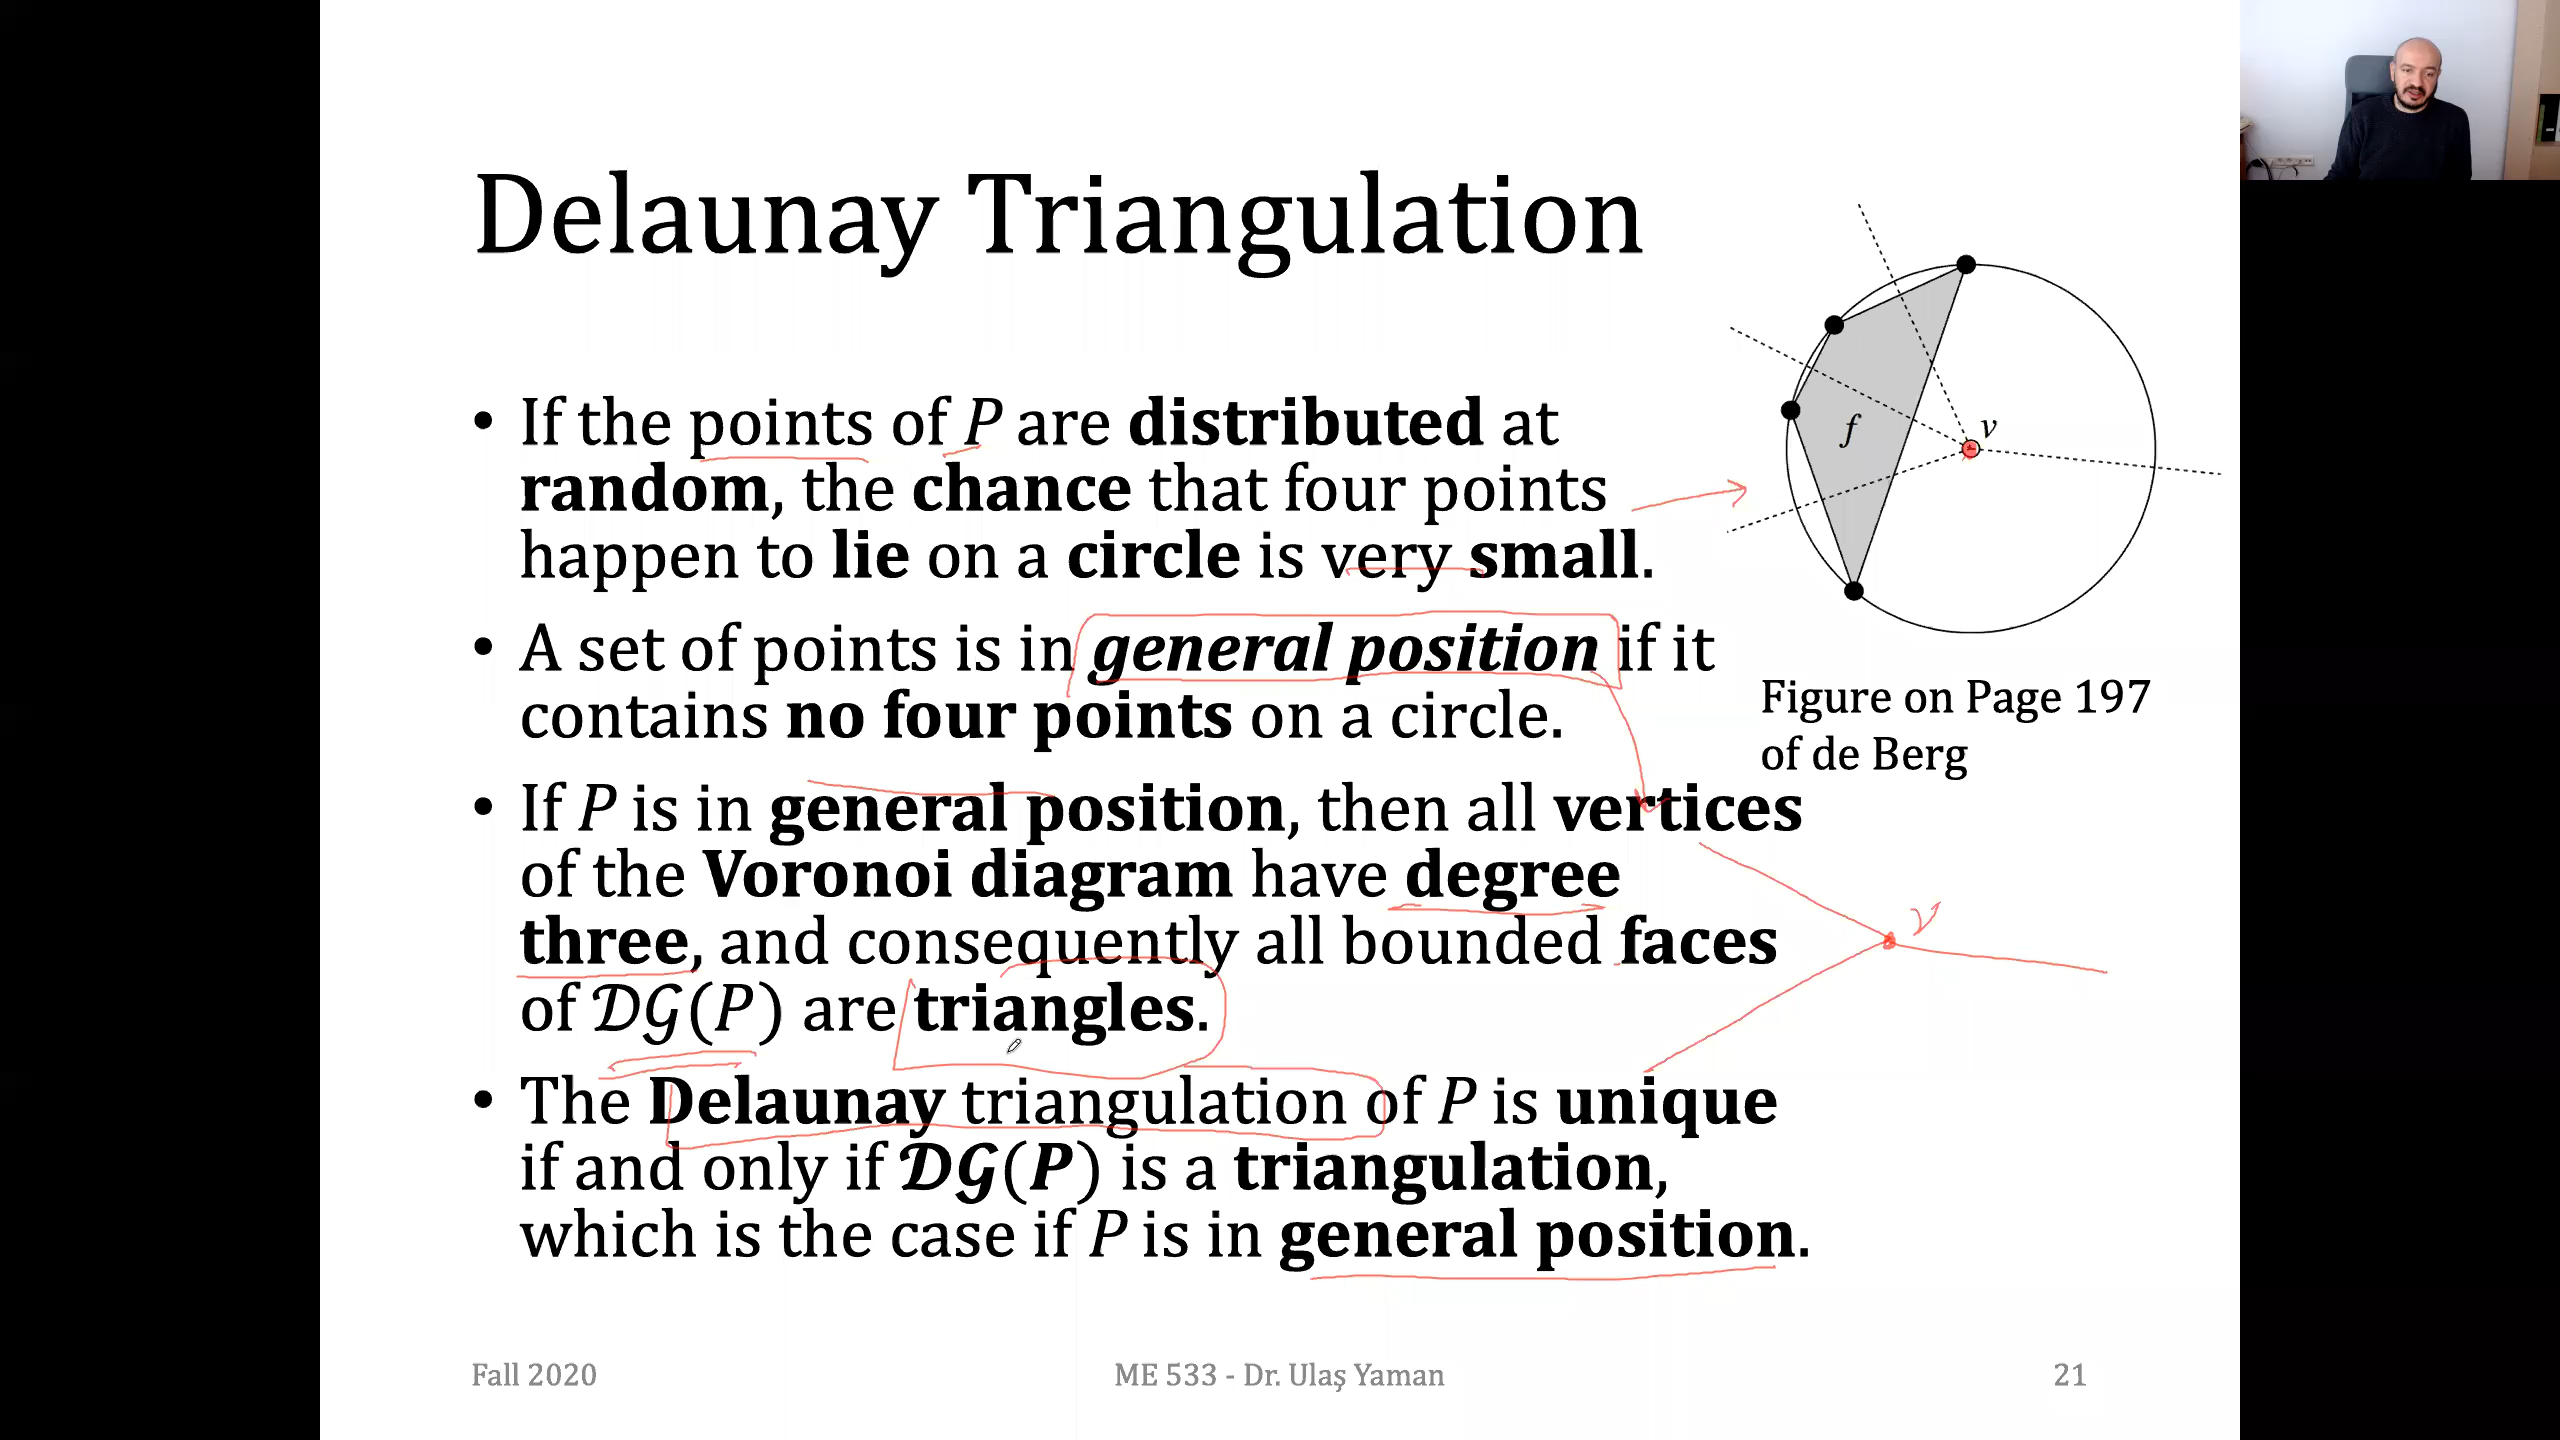 Delaunay Triangulation
• If the points of P are distributed at
random, the chance that four points
happen to lie on a circle is very small.
• A set of points is in general position if it
contains no four points on a circle.
• If P is in general position, then all vertices
of the Voronoi diagram have degree
three, and consequently all bounded faces
of 𝒟𝒢(P) are triangles.
• The Delaunay triangulation of P is unique
if and only if 𝓓𝓖(P) is a triangulation,
which is the case if P is in general position.
f
v
Figure on Page 197
of de Berg
v
Fall 2020
ME 533 - Dr. Ulaş Yaman
21